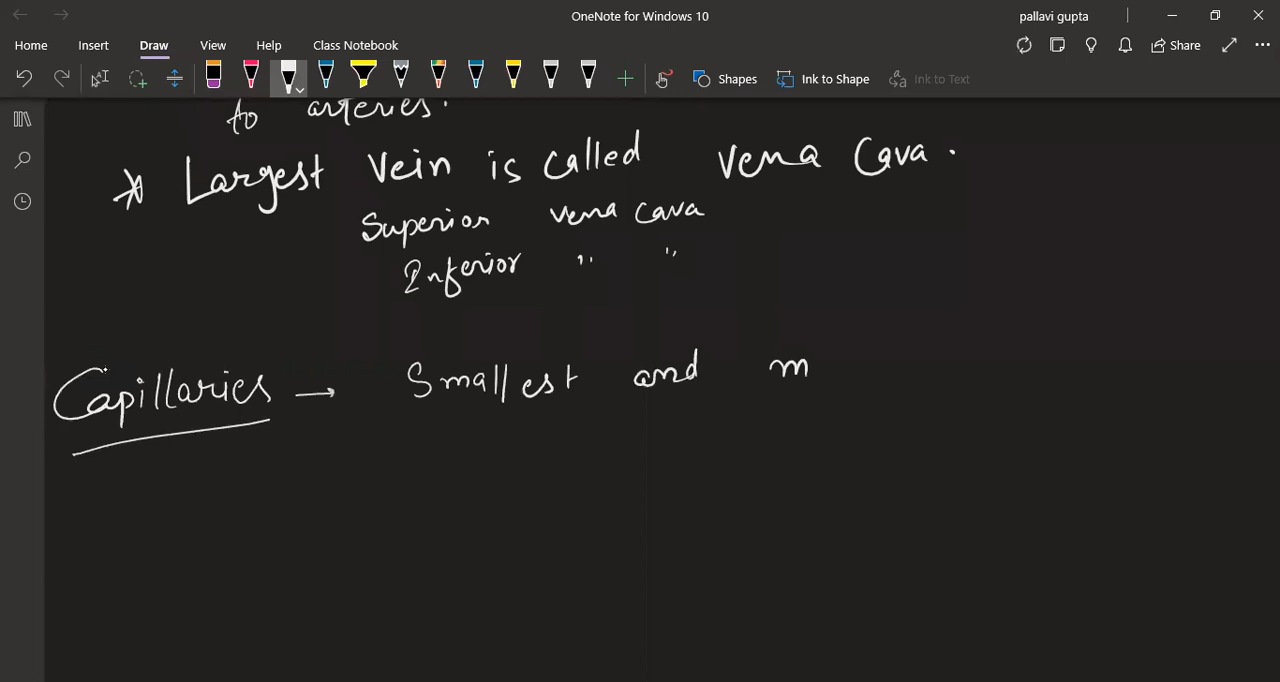 OneNote for Windows 10
pallavi gupta
Home Insert Draw View Help Class Notebook
Share
Shapes Ink to Shape Ink to Text
to arteries.
* Largest Vein is called Vena Cava.
Superior Vena Cava
Inferior " "
Capillaries → Smallest and m